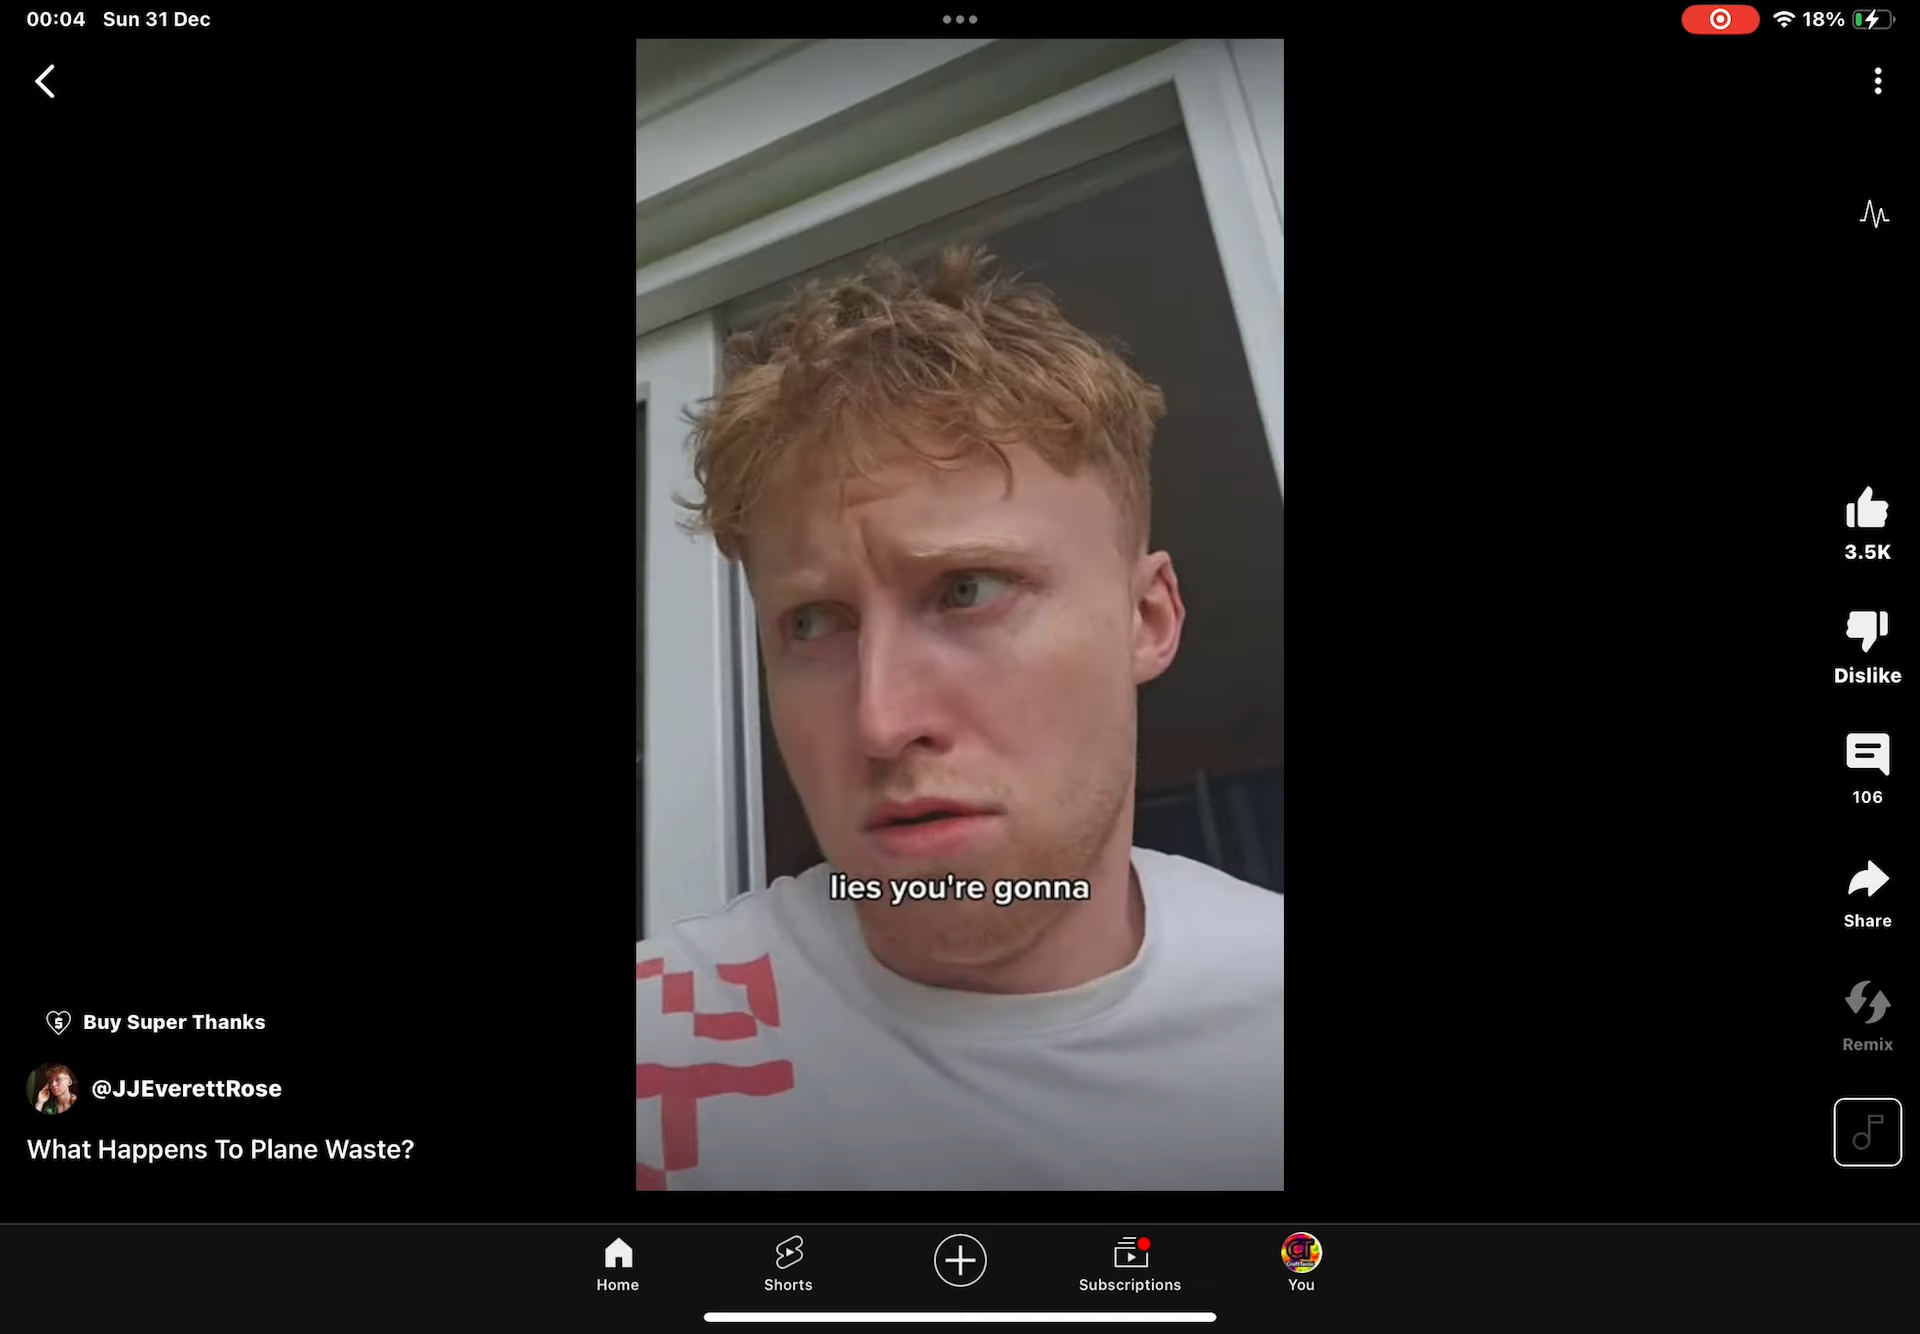 00:04 Sun 31 Dec
18%
lies you're gonna
3.5K
Dislike
106
Share
Remix
Buy Super Thanks
@JJEverettRose
What Happens To Plane Waste?
Home
Shorts
Subscriptions
You